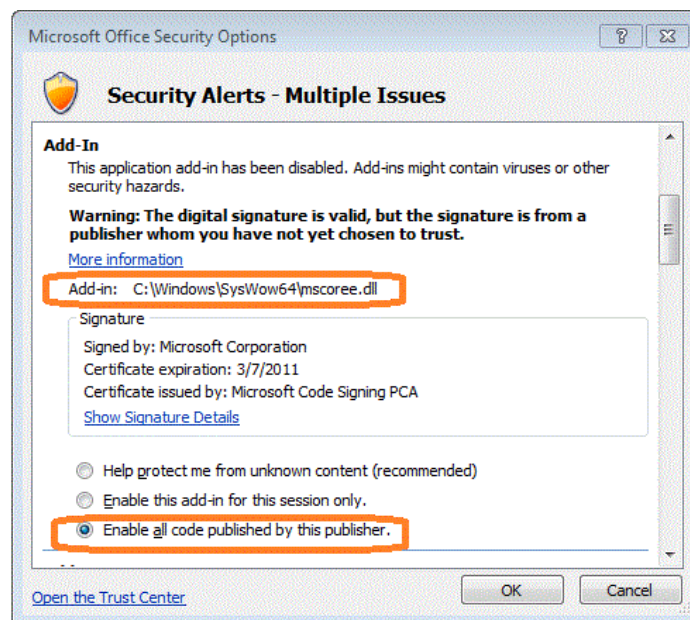 Microsoft Office Security Options
Security Alerts - Multiple Issues
Add-In
This application add-in has been disabled. Add-ins might contain viruses or other
security hazards.
Warning: The digital signature is valid, but the signature is from a
publisher whom you have not yet chosen to trust.
More information
Add-in: C:\Windows\SysWow64\mscoree.dll
Signature
Signed by: Microsoft Corporation
Certificate expiration: 3/7/2011
Certificate issued by: Microsoft Code Signing PCA
Show Signature Details
Help protect me from unknown content (recommended)
Enable this add-in for this session only.
Enable all code published by this publisher.
Open the Trust Center
OK
Cancel